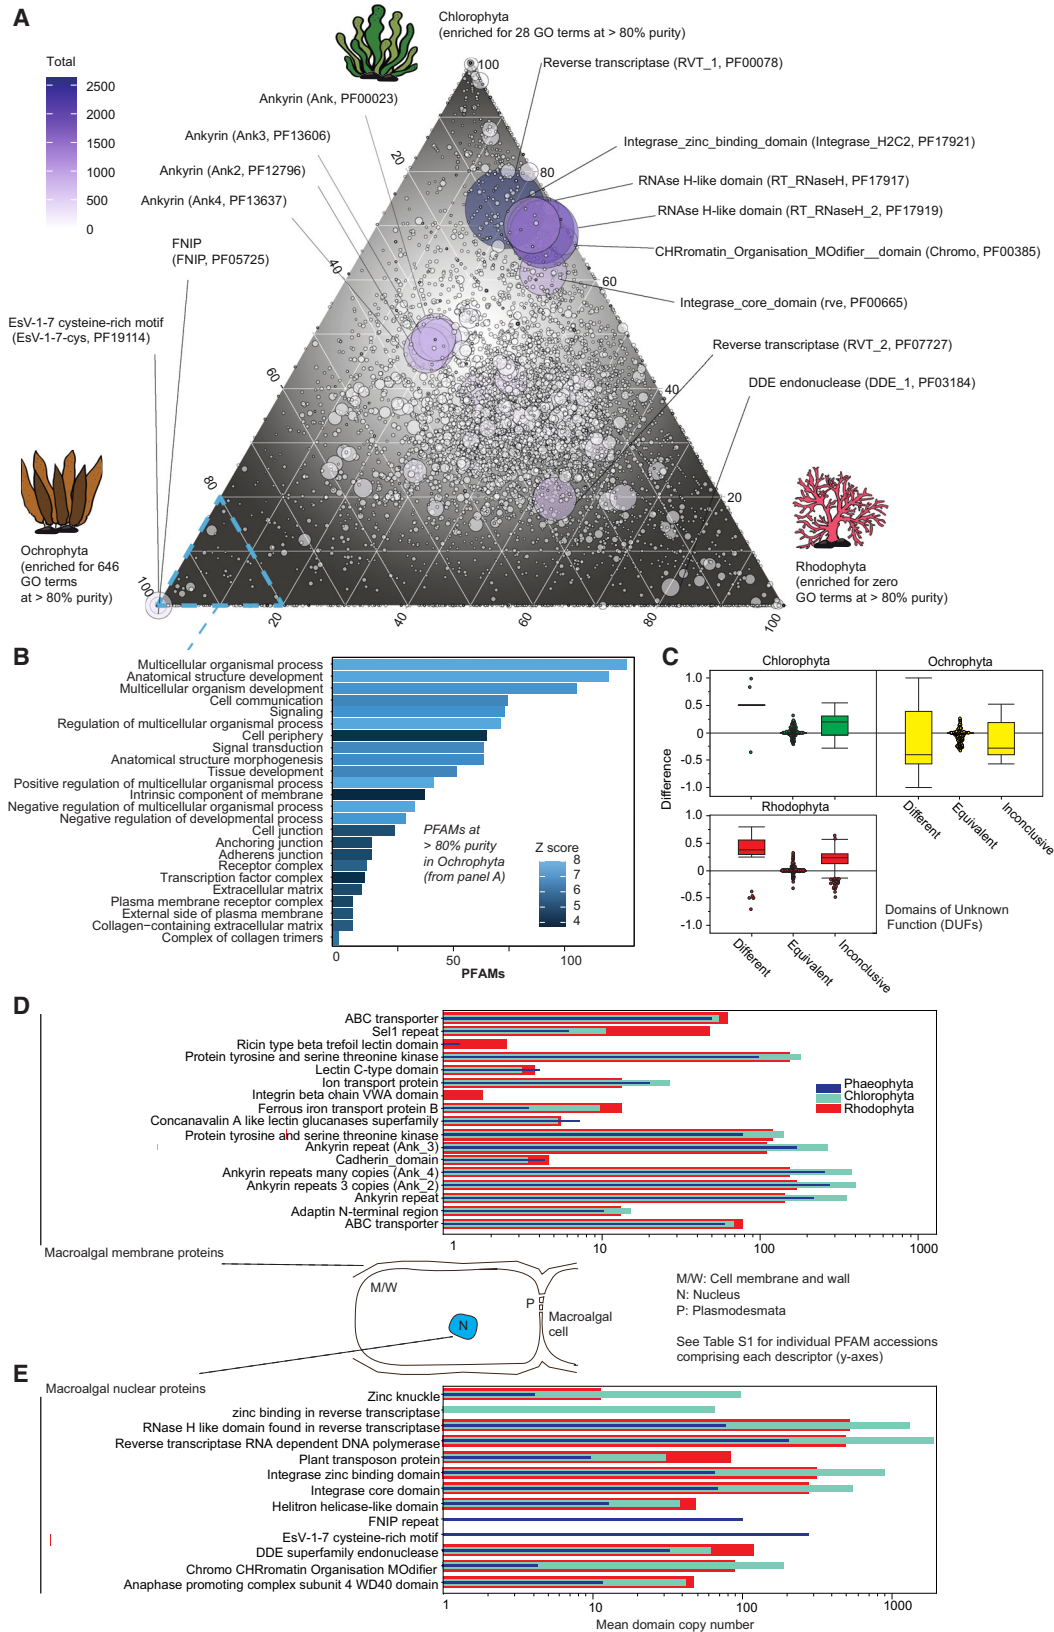 A
Chlorophyta
(enriched for 28 GO terms at > 80% purity)
Total
2500
2000
1500
1000
500
0
100
Reverse transcriptase (RVT_1, PF00078)
Ankyrin (Ank, PF00023)
Ankyrin (Ank3, PF13606)
Ankyrin (Ank2, PF12796)
Ankyrin (Ank4, PF13637)
Integrase_zinc_binding_domain (Integrase_H2C2, PF17921)
RNAse H-like domain (RT_RNaseH, PF17917)
RNAse H-like domain (RT_RNaseH_2, PF17919)
CHRromatin_Organisation_MOdifier__domain (Chromo, PF00385)
Integrase_core_domain (rve, PF00665)
FNIP
(FNIP, PF05725)
EsV-1-7 cysteine-rich motif
(EsV-1-7-cys, PF19114)
Reverse transcriptase (RVT_2, PF07727)
DDE endonuclease (DDE_1, PF03184)
20
40
60
80
100
80
60
40
20
20
40
60
80
100
Ochrophyta
(enriched for 646
GO terms
at > 80% purity)
Rhodophyta
(enriched for zero
GO terms at > 80% purity)
B
Multicellular organismal process
Anatomical structure development
Multicellular organism development
Cell communication
Signaling
Regulation of multicellular organismal process
Cell periphery
Signal transduction
Anatomical structure morphogenesis
Tissue development
Positive regulation of multicellular organismal process
Intrinsic component of membrane
Negative regulation of multicellular organismal process
Negative regulation of developmental process
Cell junction
Anchoring junction
Adherens junction
Receptor complex
Transcription factor complex
Extracellular matrix
Plasma membrane receptor complex
External side of plasma membrane
Collagen−containing extracellular matrix
Complex of collagen trimers
PFAMs at
> 80% purity
in Ochrophyta
(from panel A)
Z score
8
7
6
5
4
0
50
100
PFAMs
C
Chlorophyta
Ochrophyta
1.0
0.5
0
-0.5
-1.0
Difference
Different
Equivalent
Inconclusive
Rhodophyta
1.0
0.5
0
-0.5
-1.0
Different
Equivalent
Inconclusive
Domains of Unknown
Function (DUFs)
D
ABC transporter
Sel1 repeat
Ricin type beta trefoil lectin domain
Protein tyrosine and serine threonine kinase
Lectin C-type domain
Ion transport protein
Integrin beta chain VWA domain
Ferrous iron transport protein B
Concanavalin A like lectin glucanases superfamily
Protein tyrosine and serine threonine kinase
Ankyrin repeat (Ank_3)
Cadherin_domain
Ankyrin repeats many copies (Ank_4)
Ankyrin repeats 3 copies (Ank_2)
Ankyrin repeat
Adaptin N-terminal region
ABC transporter
Phaeophyta
Chlorophyta
Rhodophyta
1
10
100
1000
Macroalgal membrane proteins
M/W
P
N
Macroalgal
cell
M/W: Cell membrane and wall
N: Nucleus
P: Plasmodesmata
See Table S1 for individual PFAM accessions
comprising each descriptor (y-axes)
E
Macroalgal nuclear proteins
Zinc knuckle
zinc binding in reverse transcriptase
RNase H like domain found in reverse transcriptase
Reverse transcriptase RNA dependent DNA polymerase
Plant transposon protein
Integrase zinc binding domain
Integrase core domain
Helitron helicase-like domain
FNIP repeat
EsV-1-7 cysteine-rich motif
DDE superfamily endonuclease
Chromo CHRromatin Organisation MOdifier
Anaphase promoting complex subunit 4 WD40 domain
1
10
100
1000
Mean domain copy number